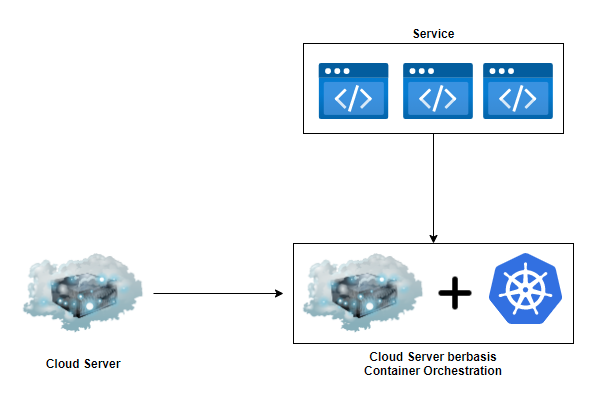 Service
</>
</>
</>
Cloud Server
Cloud Server berbasis
Container Orchestration